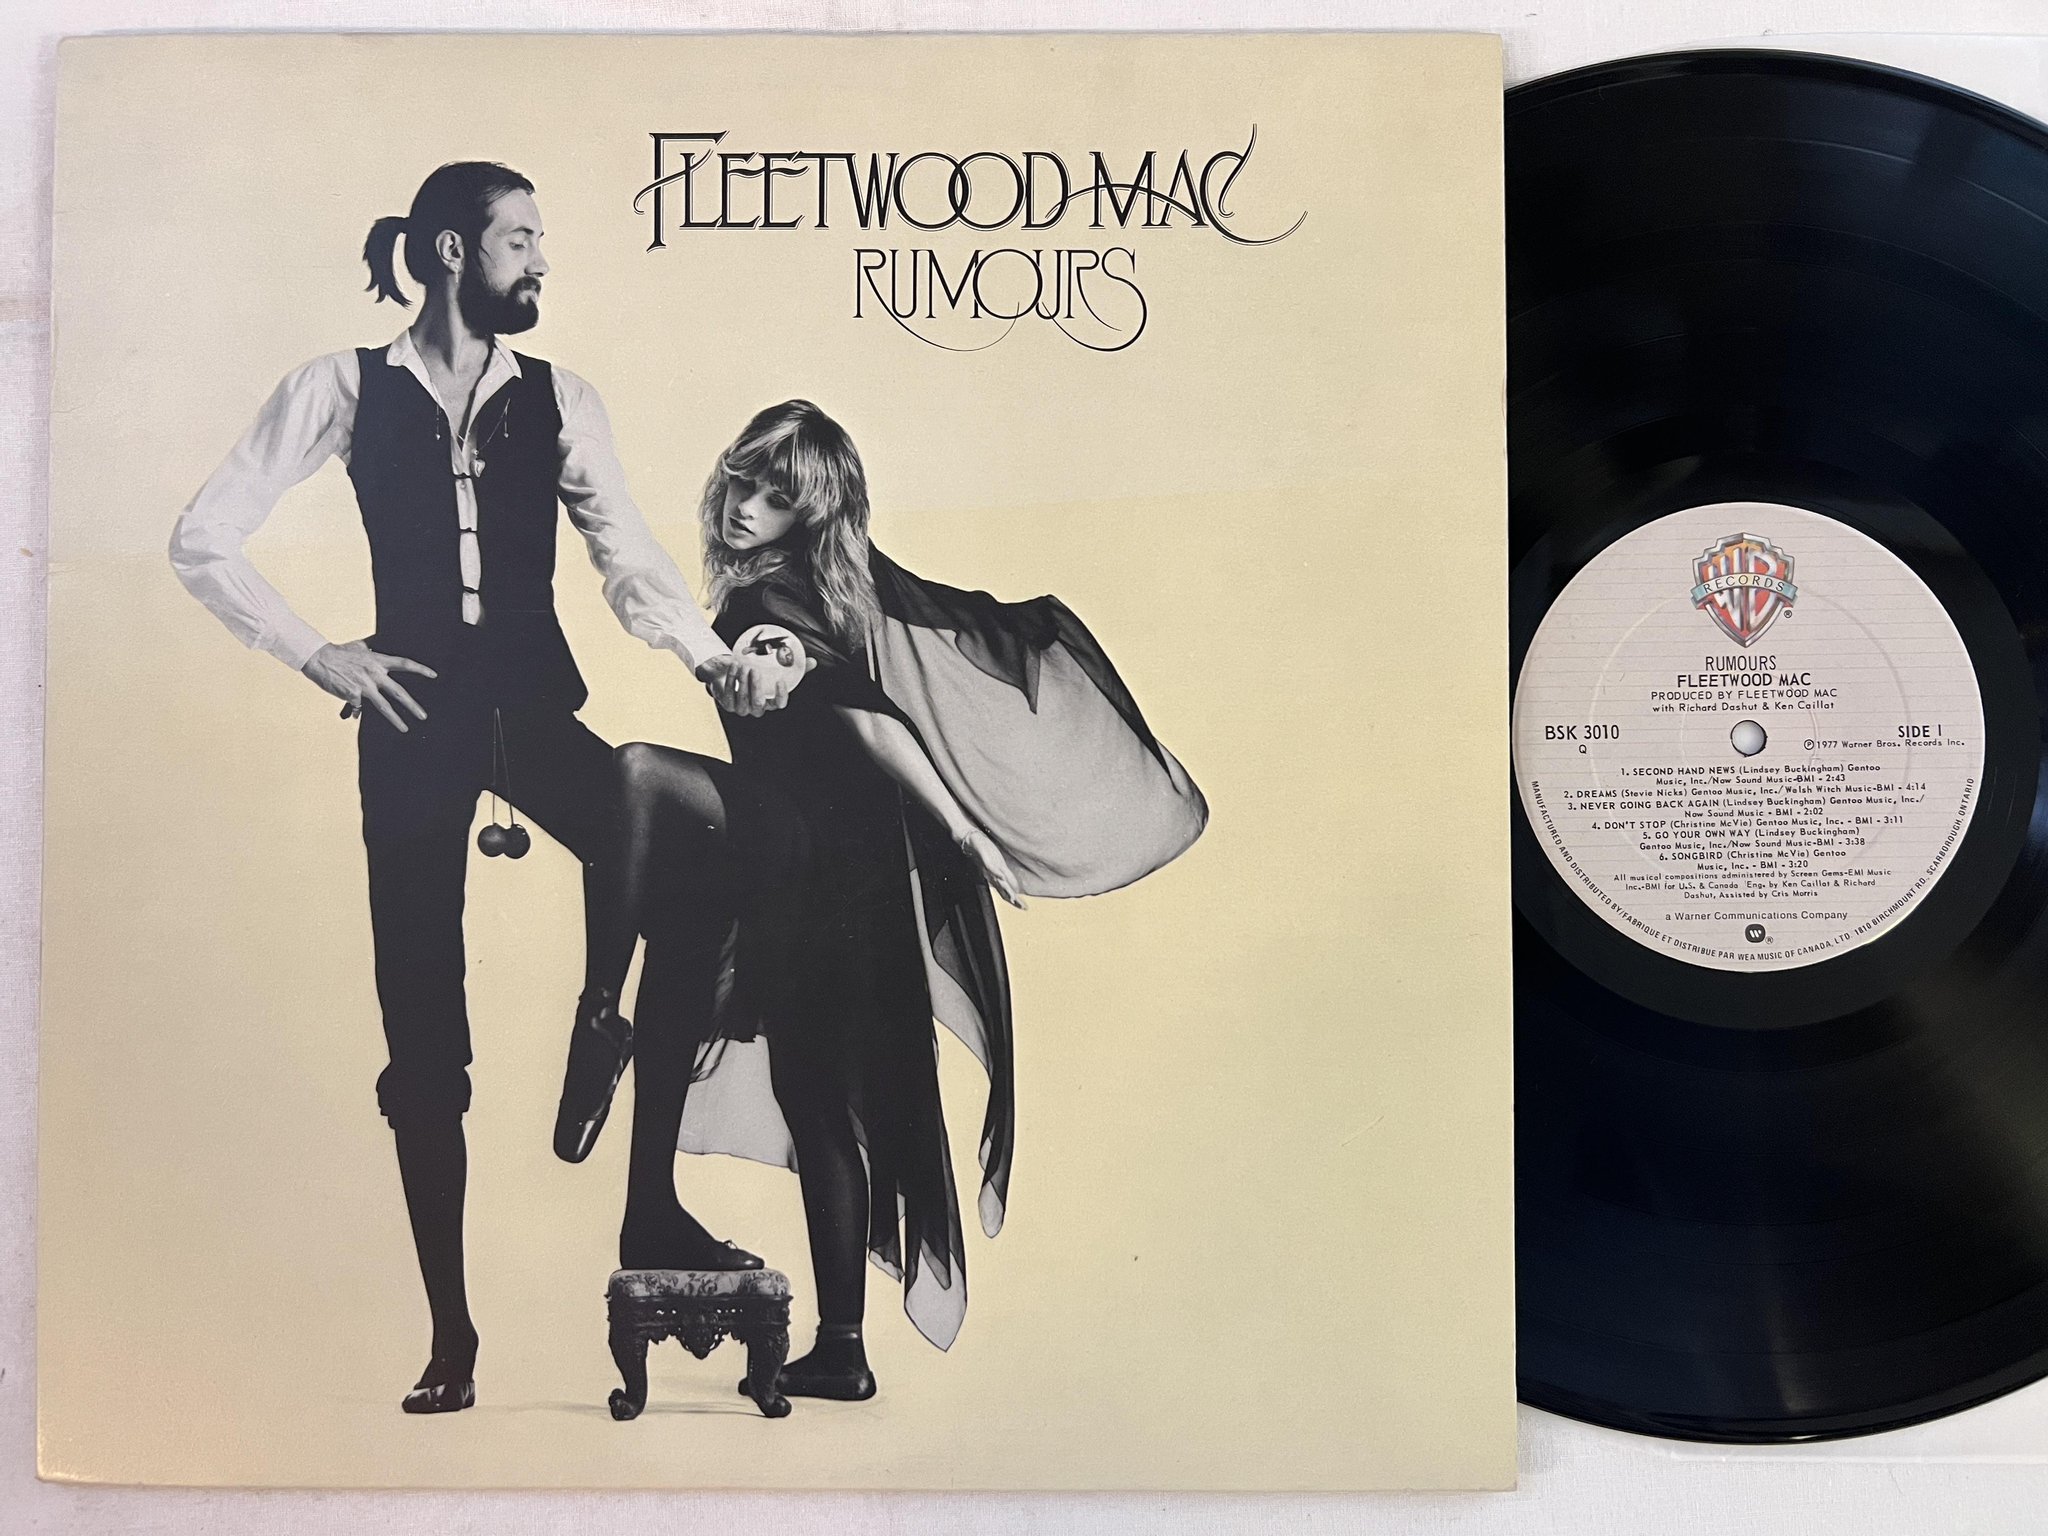 FLEETWOOD MAC
RUMOURS
WB
RECORDS
®
RUMOURS
FLEETWOOD MAC
PRODUCED BY FLEETWOOD MAC
with Richard Dashut & Ken Caillat
BSK 3010
SIDE 1
Q
℗1977 Warner Bros. Records Inc.
1. SECOND HAND NEWS (Lindsey Buckingham) Gentoo
Music, Inc./Now Sound Music-BMI - 2:43
2. DREAMS (Stevie Nicks) Gentoo Music, Inc./Welsh Witch Music-BMI - 4:14
3. NEVER GOING BACK AGAIN (Lindsey Buckingham) Gentoo Music, Inc./
Now Sound Music - BMI - 2:02
4. DON'T STOP (Christine McVie) Gentoo Music, Inc. - BMI - 3:11
5. GO YOUR OWN WAY (Lindsey Buckingham)
Gentoo Music, Inc./Now Sound Music-BMI - 3:38
6. SONGBIRD (Christine McVie) Gentoo
Music, Inc. - BMI - 3:20
All musical compositions administered by Screen Gems-EMI Music
Inc.-BMI for U.S. & Canada Eng. by Ken Caillat & Richard
Dashut, Assisted by Cris Morris
a Warner Communications Company
®
MANUFACTURED AND DISTRIBUTED BY/FABRIQUE ET DISTRIBUE PAR WEA MUSIC OF CANADA, LTD. 1810 BIRCHMOUNT RD., SCARBOROUGH, ONTARIO